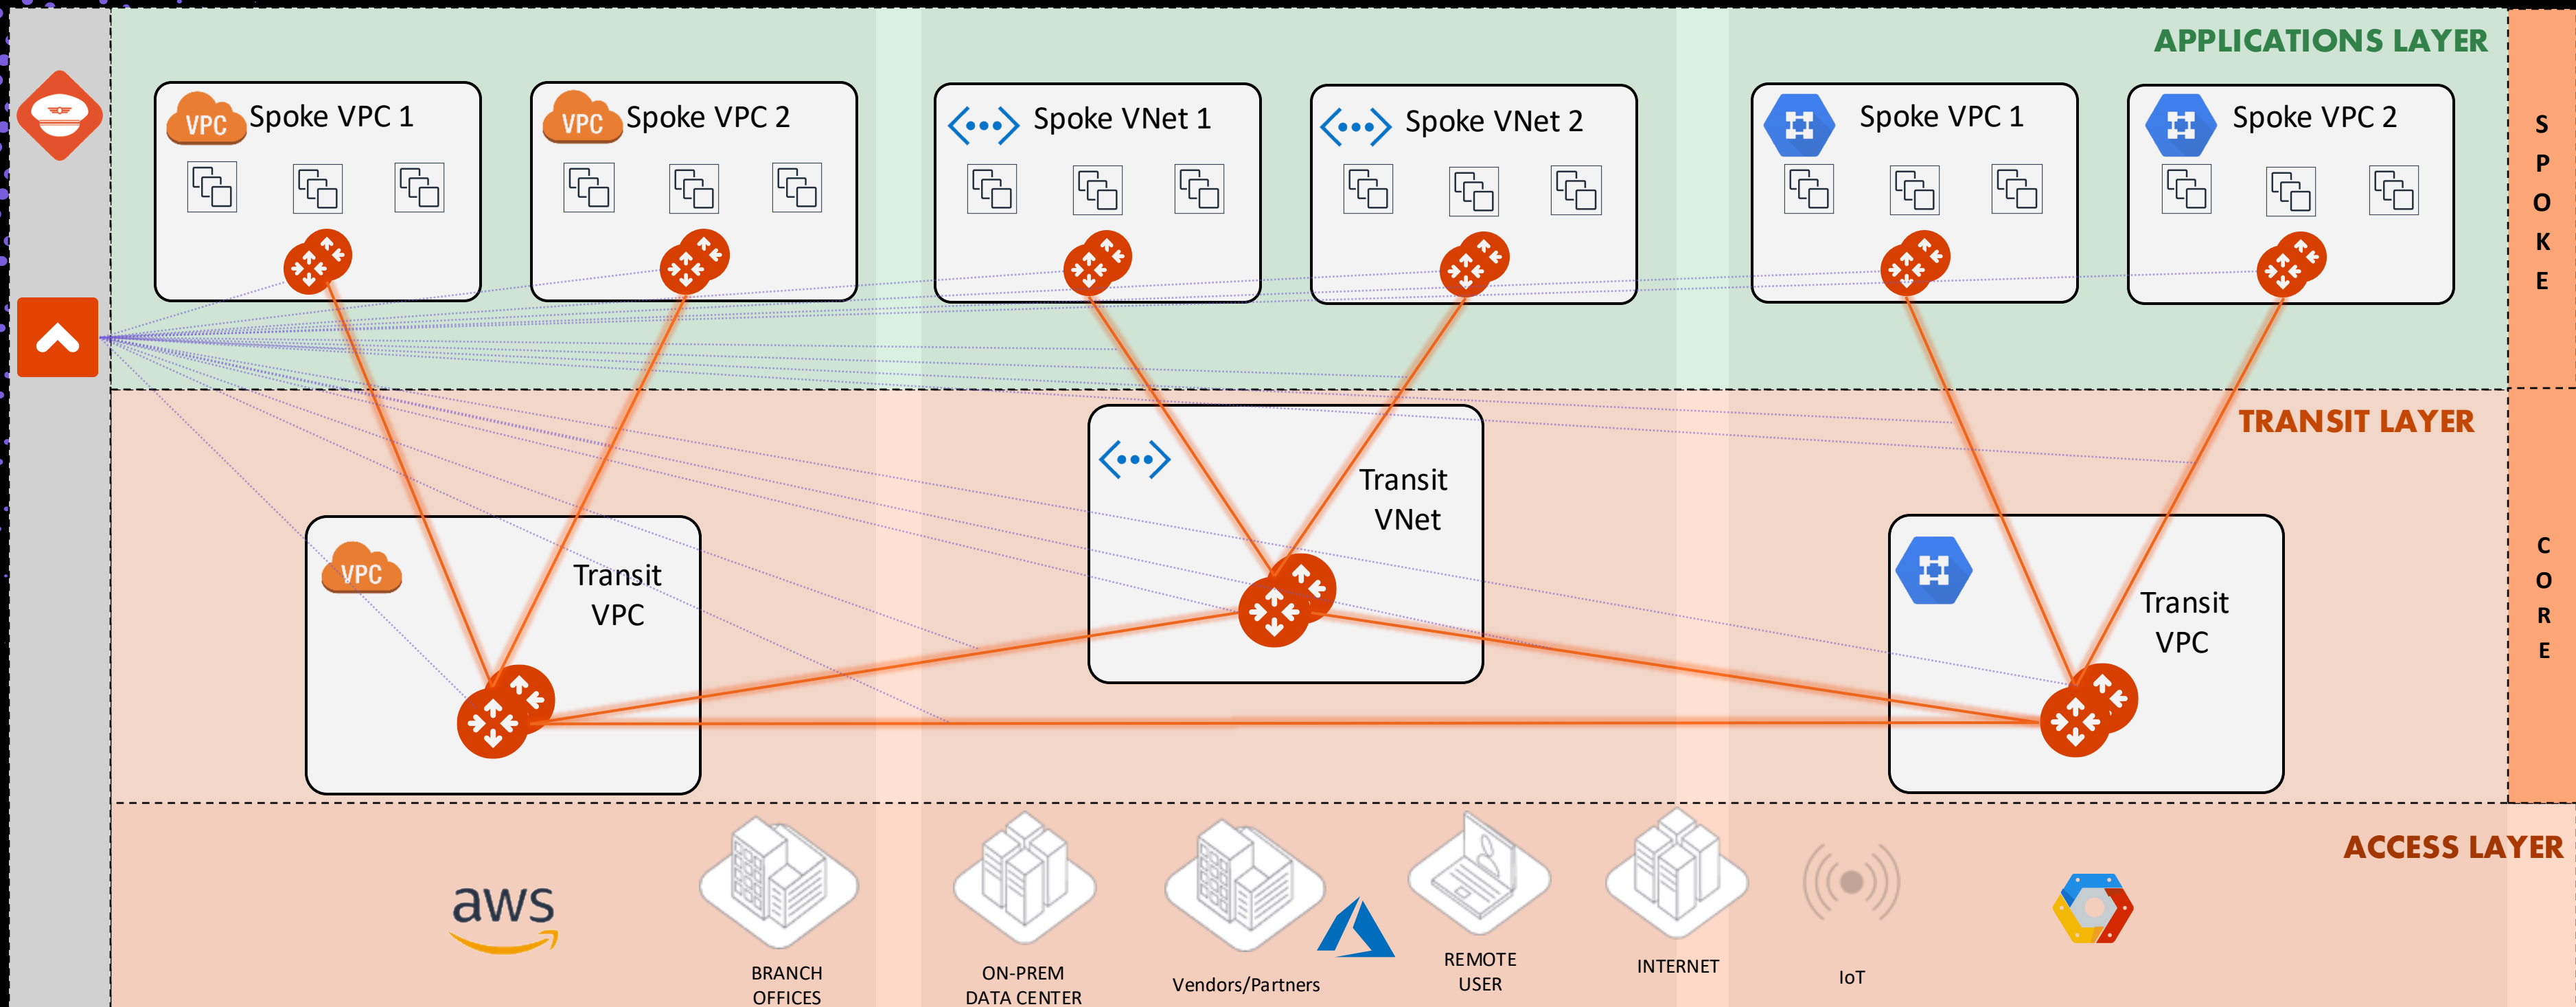 APPLICATIONS LAYER
VPC
Spoke VPC 1
VPC
Spoke VPC 2
Spoke VNet 1
Spoke VNet 2
Spoke VPC 1
Spoke VPC 2
S
P
O
K
E
TRANSIT LAYER
Transit
VNet
VPC
Transit
VPC
Transit
VPC
C
O
R
E
ACCESS LAYER
aws
BRANCH
OFFICES
ON-PREM
DATA CENTER
Vendors/Partners
REMOTE
USER
INTERNET
IoT